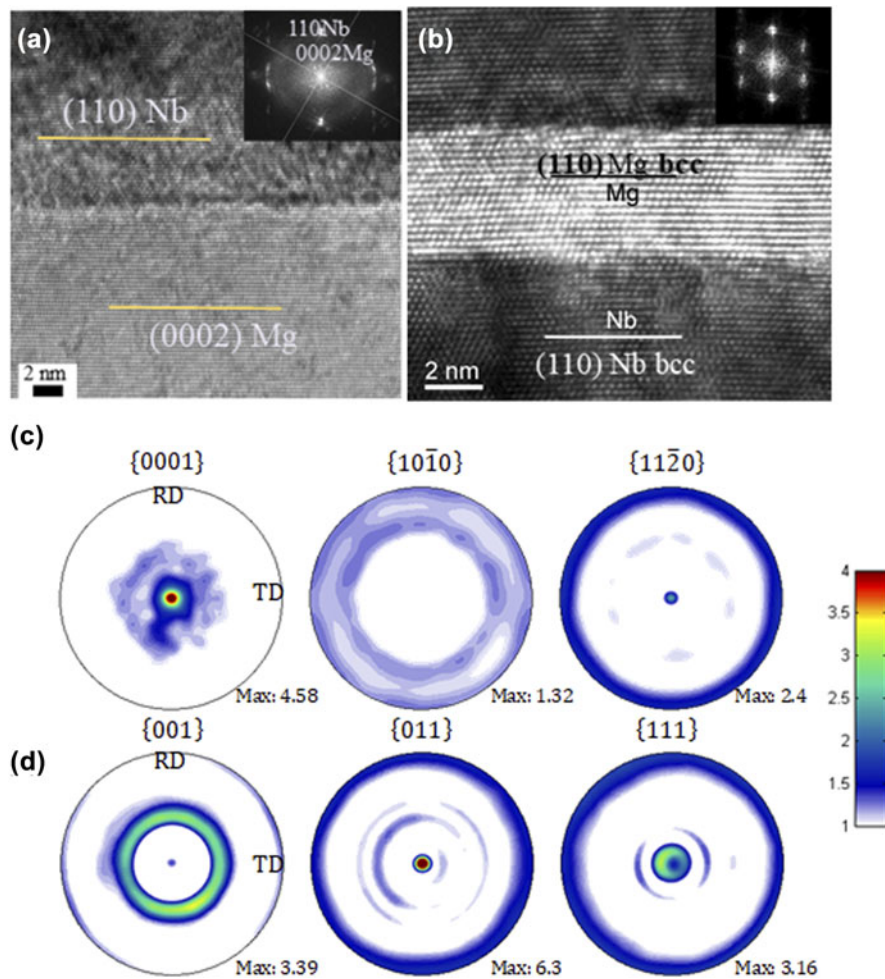 (a)
110Nb
0002Mg
(110) Nb
(0002) Mg
2 nm
(b)
(110) Mg bcc
Mg
Nb
(110) Nb bcc
2 nm
(c)
{0001}
{101̅0}
{112̅0}
RD
TD
Max: 4.58
Max: 1.32
Max: 2.4
4
3.5
3
2.5
2
1.5
1
(d)
{001}
{011}
{111}
RD
TD
Max: 3.39
Max: 6.3
Max: 3.16